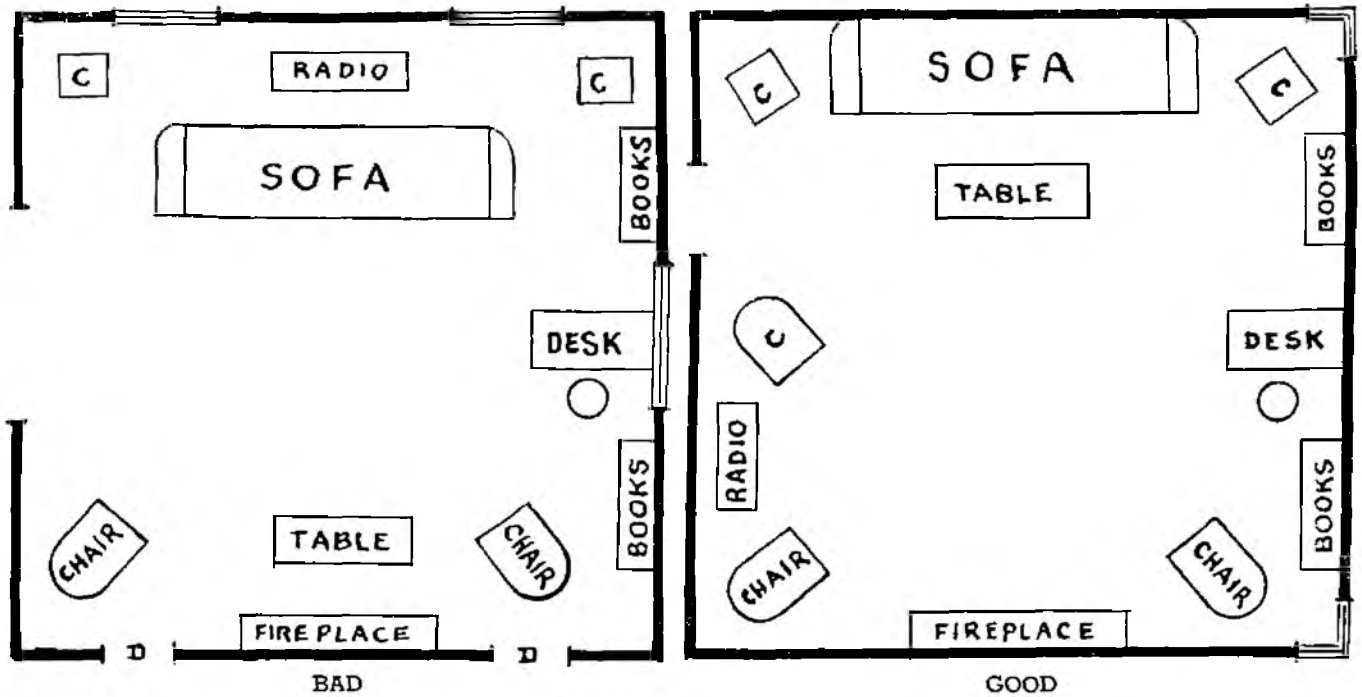 C
RADIO
C
SOFA
BOOKS
DESK
BOOKS
CHAIR
TABLE
CHAIR
FIREPLACE
D
D
BAD
C
SOFA
C
TABLE
BOOKS
C
DESK
RADIO
BOOKS
CHAIR
CHAIR
FIREPLACE
GOOD